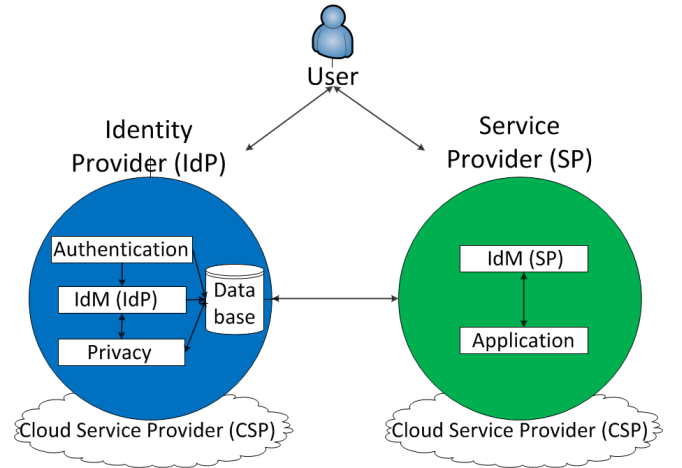 User
Identity
Provider (IdP)
Service
Provider (SP)
Authentication
IdM (IdP)
Privacy
Data
base
IdM (SP)
Application
Cloud Service Provider (CSP)
Cloud Service Provider (CSP)